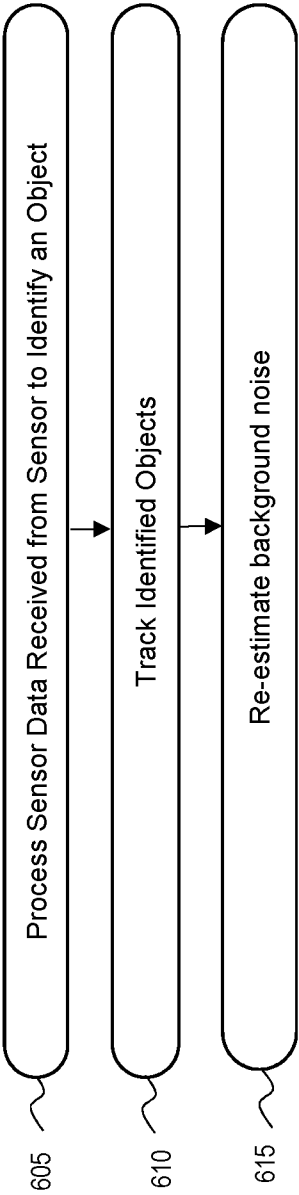 605
Process Sensor Data Received from Sensor to Identify an Object
610
Track Identified Objects
615
Re-estimate background noise